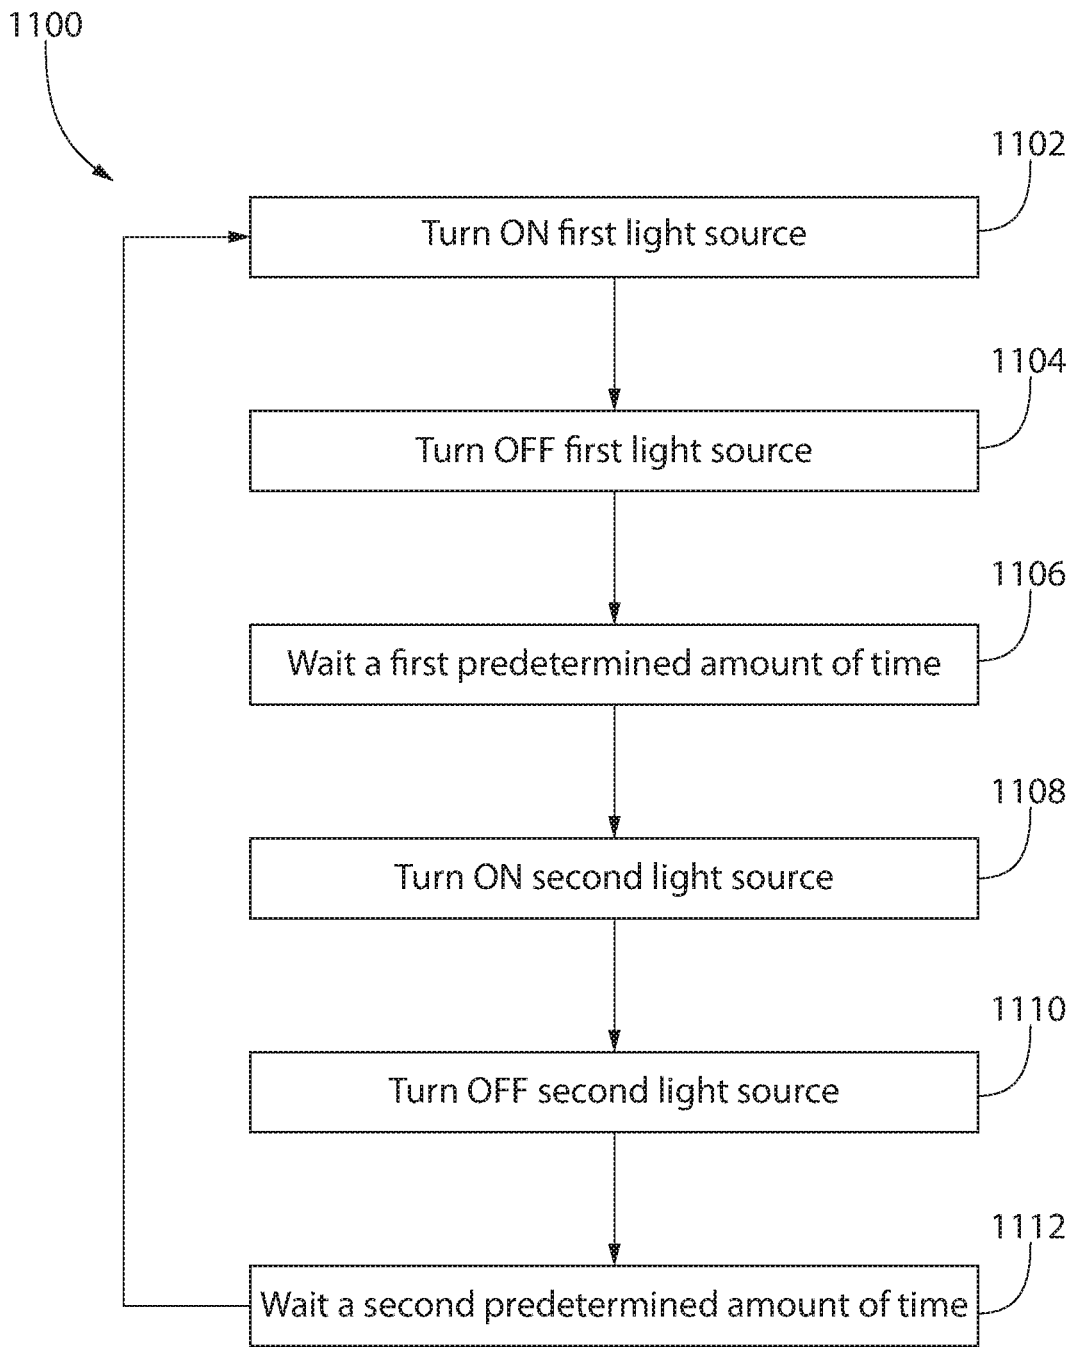 1100
1102
Turn ON first light source
1104
Turn OFF first light source
1106
Wait a first predetermined amount of time
1108
Turn ON second light source
1110
Turn OFF second light source
1112
Wait a second predetermined amount of time